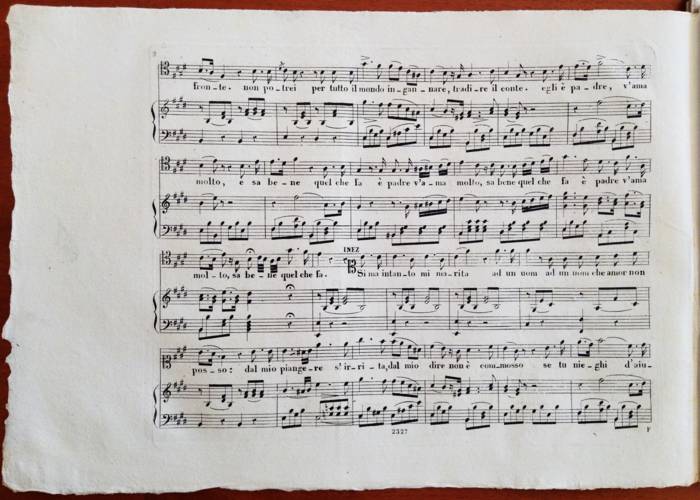 fron-te. non po-trei per tutto il mondo in-gan-nare, tradi-re il conte. egli è pa-dre, v'ama
molto, è sa be-ne quel che fa è padre v'a-ma molto, sa bene quel che fa è padre v'ama
INEZ
mol-to, sa be-ne quel che fa. Si ma intan-to mi ma-rita ad un uom ad un uom che amor non
pos-so: dal mio piange-re s'ir-ri-ta, dal mio dire non è com-mosso se tu nie-ghi d'aiu-
2327 F